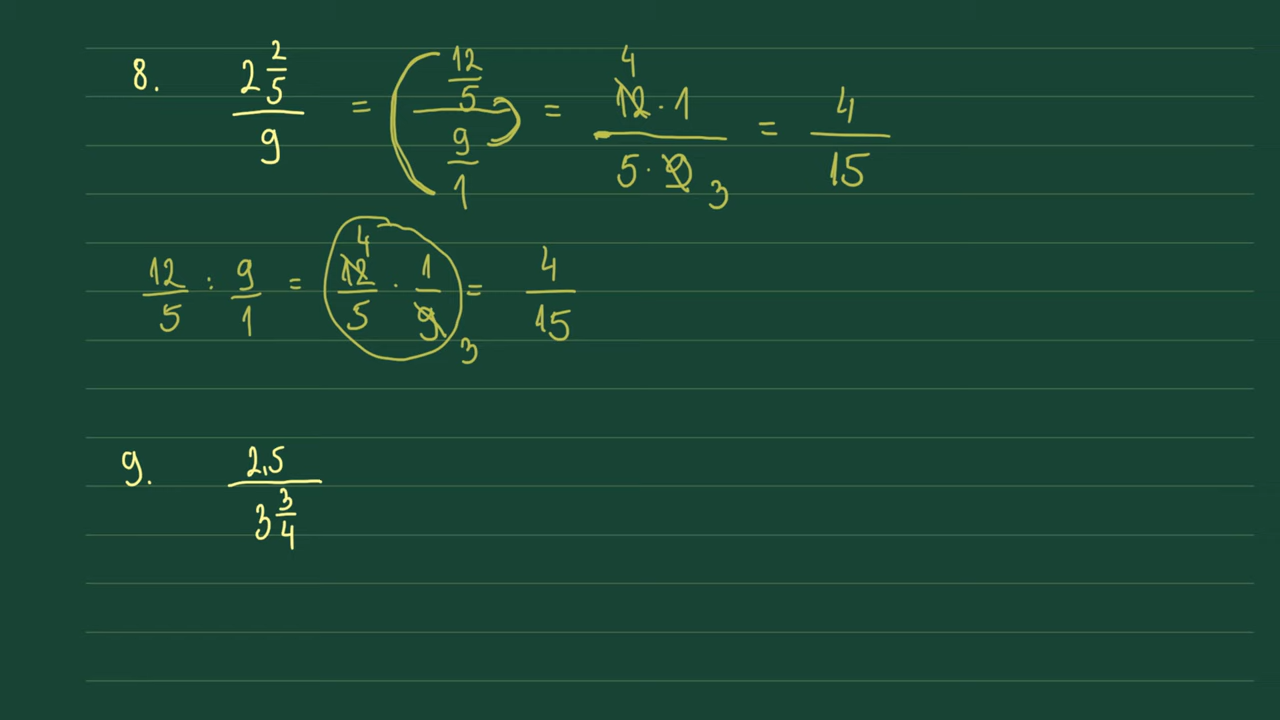 8. 2 2/5 / 9 = 12/5 / 9/1 = 4 12 · 1 / 5 · 9 3 = 4/15
12/5 : 9/1 = 4 12/5 · 1/9 3 = 4/15
9. 2,5 / 3 3/4